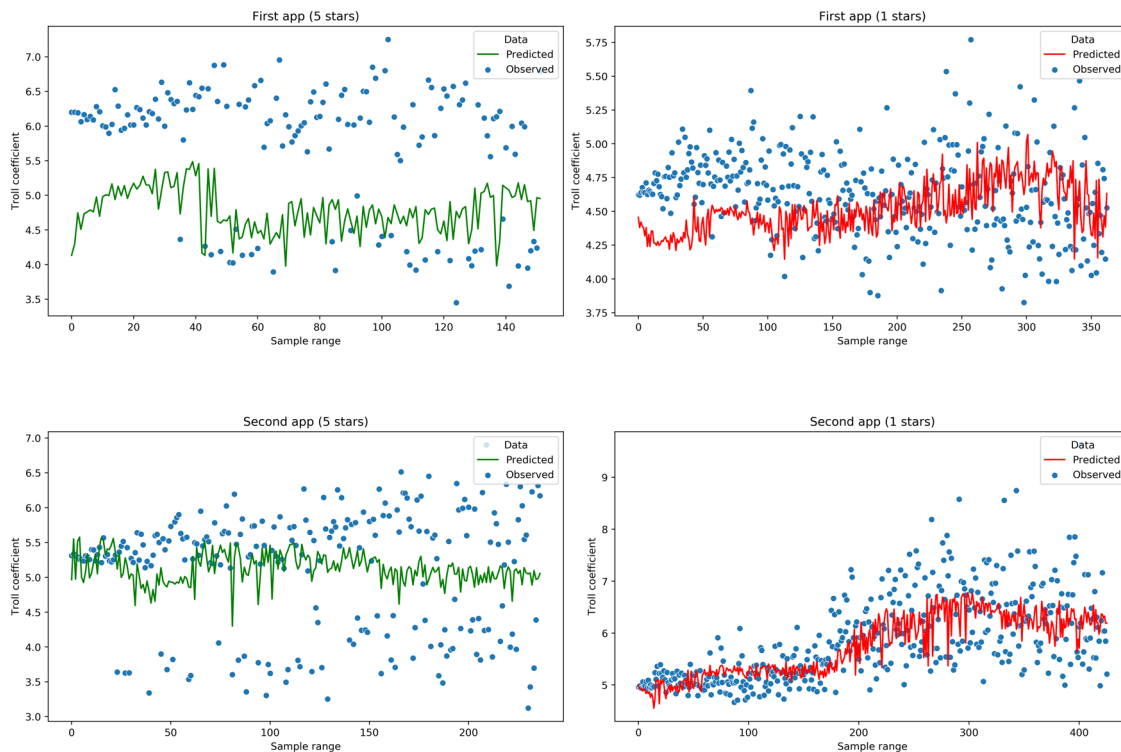 First app (5 stars)
Troll coefficient
7.0
6.5
6.0
5.5
5.0
4.5
4.0
3.5
0
20
40
60
80
100
120
140
Sample range
Data
Predicted
Observed
First app (1 stars)
Troll coefficient
5.75
5.50
5.25
5.00
4.75
4.50
4.25
4.00
3.75
0
50
100
150
200
250
300
350
Sample range
Data
Predicted
Observed
Second app (5 stars)
Troll coefficient
7.0
6.5
6.0
5.5
5.0
4.5
4.0
3.5
3.0
0
50
100
150
200
Sample range
Data
Predicted
Observed
Second app (1 stars)
Troll coefficient
9
8
7
6
5
0
100
200
300
400
Sample range
Data
Predicted
Observed